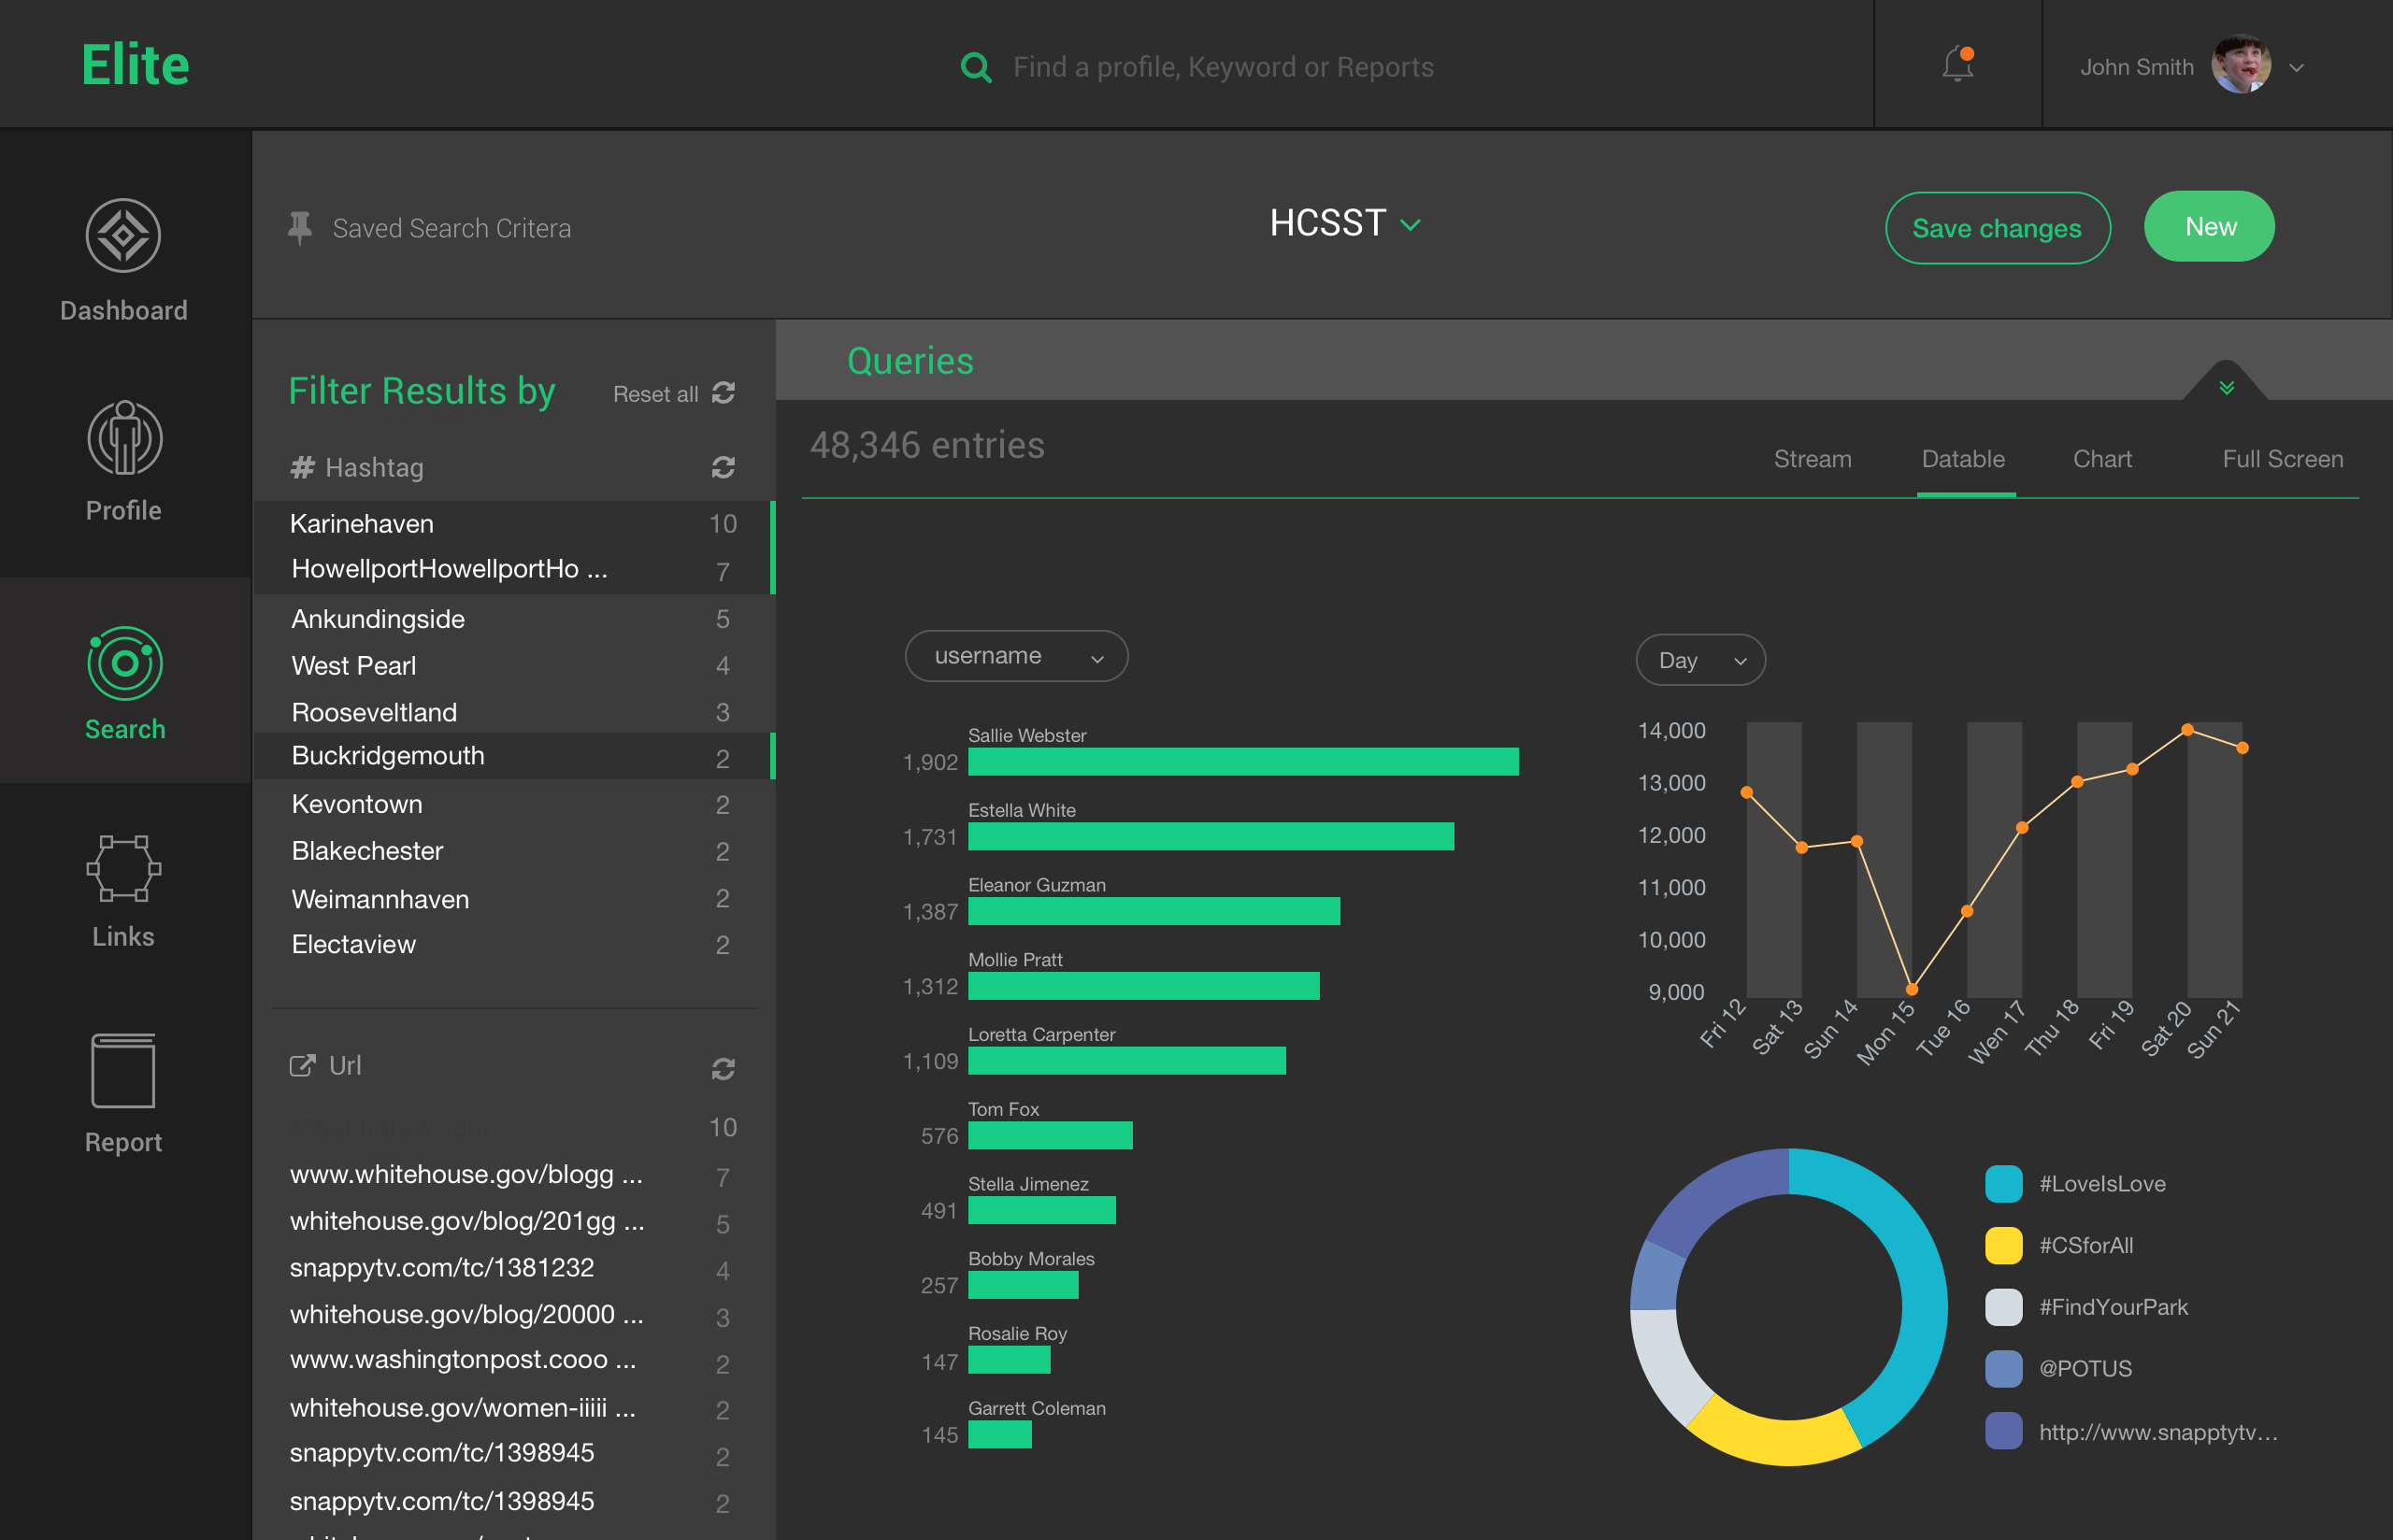 Elite
Find a profile, Keyword or Reports
John Smith
Saved Search Critera
HCSST
Save changes
New
Dashboard
Profile
Search
Links
Report
Filter Results by
Reset all
# Hashtag
Karinehaven 10
HowellportHowellportHo ... 7
Ankundingside 5
West Pearl 4
Rooseveltland 3
Buckridgemouth 2
Kevontown 2
Blakechester 2
Weimannhaven 2
Electaview 2
Url
10
www.whitehouse.gov/blogg ... 7
whitehouse.gov/blog/201gg ... 5
snappytv.com/tc/1381232 4
whitehouse.gov/blog/20000 ... 3
www.washingtonpost.cooo ... 2
whitehouse.gov/women-iiiii ... 2
snappytv.com/tc/1398945 2
snappytv.com/tc/1398945 2
Queries
48,346 entries
Stream
Datable
Chart
Full Screen
username
Sallie Webster
1,902
Estella White
1,731
Eleanor Guzman
1,387
Mollie Pratt
1,312
Loretta Carpenter
1,109
Tom Fox
576
Stella Jimenez
491
Bobby Morales
257
Rosalie Roy
147
Garrett Coleman
145
Day
14,000
13,000
12,000
11,000
10,000
9,000
Fri 12
Sat 13
Sun 14
Mon 15
Tue 16
Wen 17
Thu 18
Fri 19
Sat 20
Sun 21
#LoveIsLove
#CSforAll
#FindYourPark
@POTUS
http://www.snapptytv...